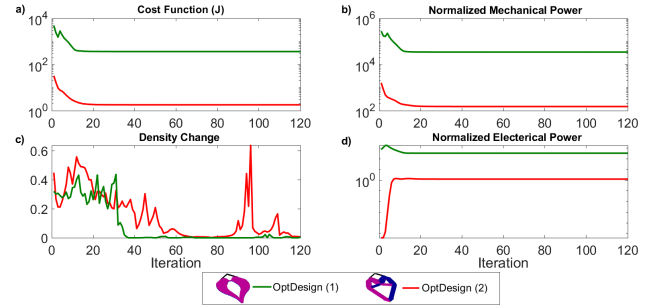 a) Cost Function (J)
10^4
10^2
10^0
0 20 40 60 80 100 120
b) Normalized Mechanical Power
10^6
10^4
10^2
0 20 40 60 80 100 120
c) Density Change
0.6
0.4
0.2
0
0 20 40 60 80 100 120
Iteration
d) Normalized Electerical Power
10^0
0 20 40 60 80 100 120
Iteration
OptDesign (1) OptDesign (2)